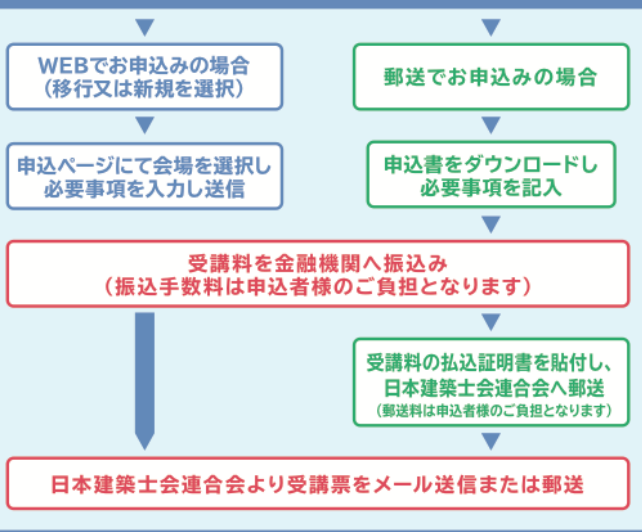 WEBでお申込みの場合
(移行又は新規を選択)
郵送でお申込みの場合
申込ページにて会場を選択し
必要事項を入力し送信
申込書をダウンロードし
必要事項を記入
受講料を金融機関へ振込み
(振込手数料は申込者様のご負担となります)
受講料の払込証明書を貼付し、
日本建築士会連合会へ郵送
(郵送料は申込者様のご負担となります)
日本建築士会連合会より受講票をメール送信または郵送